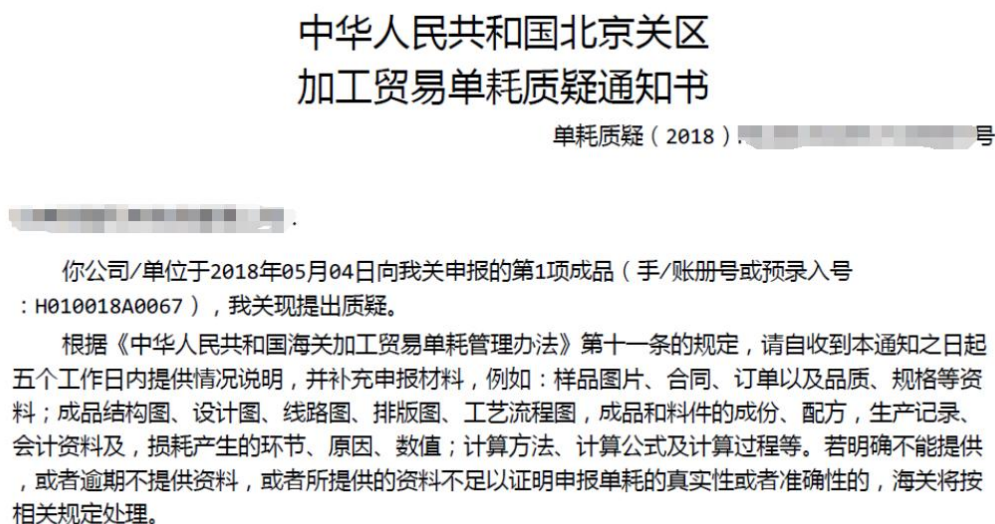 中华人民共和国北京关区
加工贸易单耗质疑通知书
单耗质疑（2018）号
你公司/单位于2018年05月04日向我关申报的第1项成品（手/账册号或预录入号
：H010018A0067），我关现提出质疑。
根据《中华人民共和国海关加工贸易单耗管理办法》第十一条的规定，请自收到本通知之日起
五个工作日内提供情况说明，并补充申报材料，例如：样品图片、合同、订单以及品质、规格等资
料；成品结构图、设计图、线路图、排版图、工艺流程图，成品和料件的成份、配方，生产记录、
会计资料及，损耗产生的环节、原因、数值；计算方法、计算公式及计算过程等。若明确不能提供
，或者逾期不提供资料，或者所提供的资料不足以证明申报单耗的真实性或者准确性的，海关将按
相关规定处理。